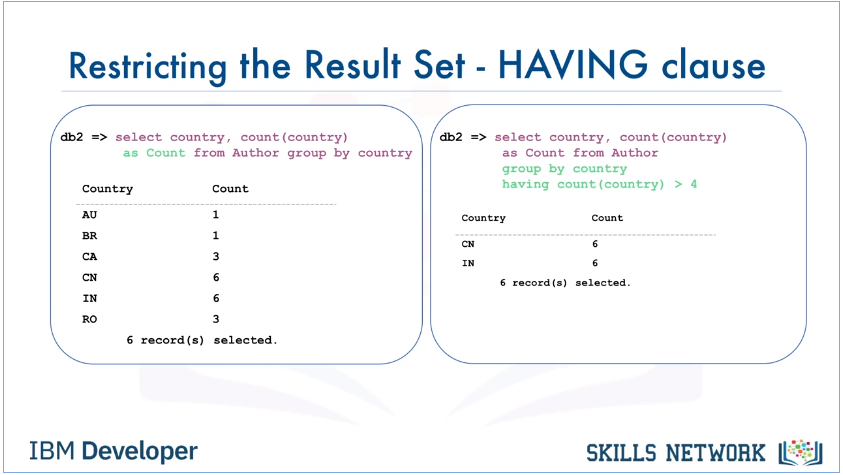 Restricting the Result Set - HAVING clause
db2 => select country, count(country)
as Count from Author group by country
Country Count
AU 1
BR 1
CA 3
CN 6
IN 6
RO 3
6 record(s) selected.
db2 => select country, count(country)
as Count from Author
group by country
having count(country) > 4
Country Count
CN 6
IN 6
6 record(s) selected.
IBM Developer
SKILLS NETWORK